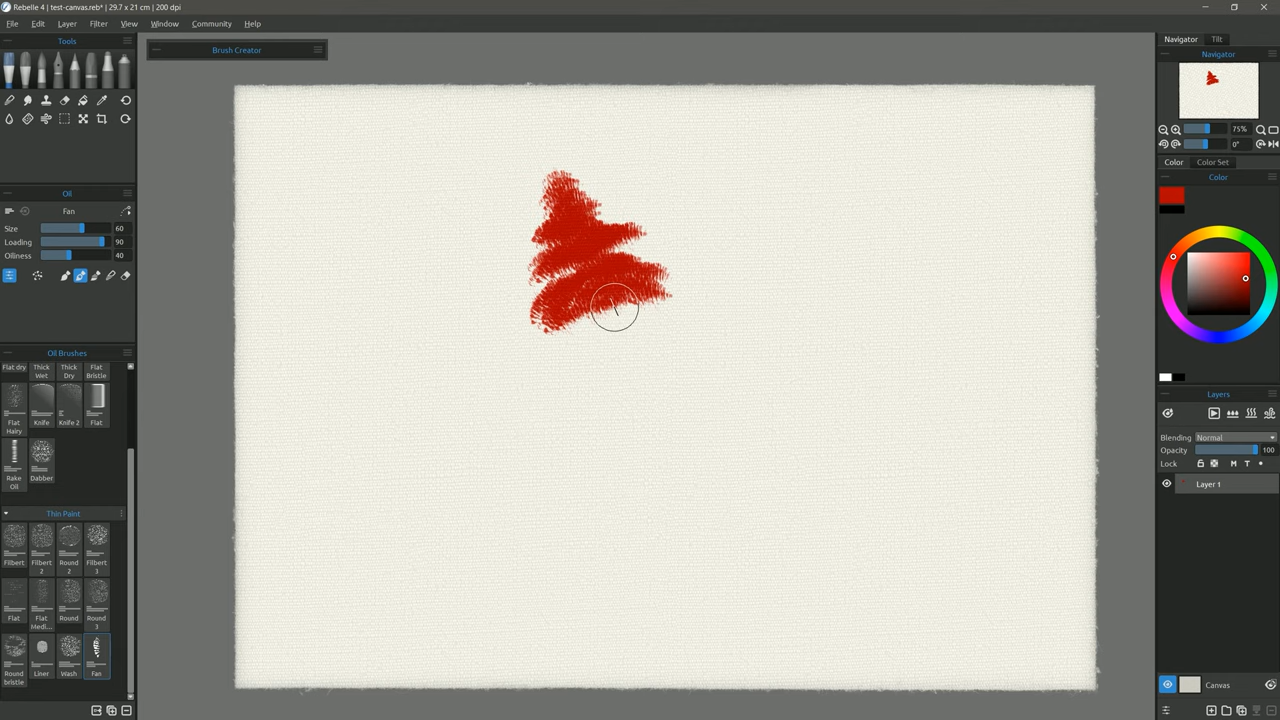 Rebelle 4 | test-canvas.reb* | 29.7 x 21 cm | 200 dpi
File Edit Layer Filter View Window Community Help
Tools
Brush Creator
Navigator Tilt
Navigator
75%
0°
Color Color Set
Color
Oil
Fan
Size 60
Loading 90
Oiliness 40
Oil Brushes
Flat dry Thick Wet Thick Dry Flat Bristle
Flat Hairy Knife Knife 2 Flat
Rake Oil Dabber
Thin Paint
Filbert Filbert 2 Round 2 Filbert 3
Flat Flat Medi... Round Round 3
Round bristle Liner Wash Fan
Layers
Blending Normal
Opacity 100
Lock M T
Layer 1
Canvas